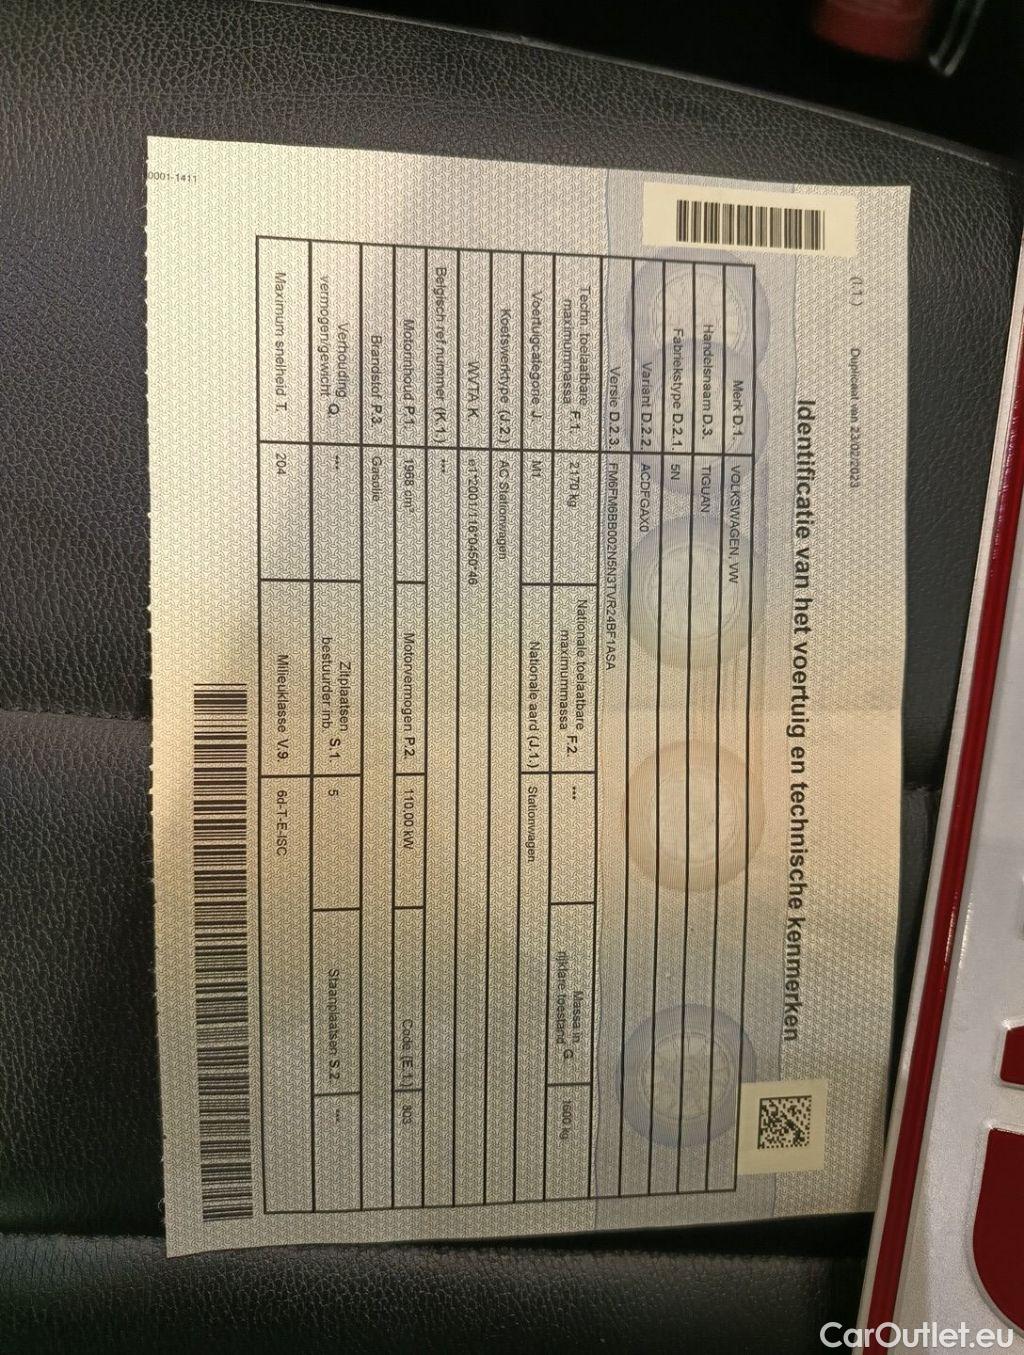 (I.1.) Duplicaat van 23/02/2023
Identificatie van het voertuig en technische kenmerken
Merk D.1. VOLKSWAGEN, VW
Handelsnaam D.3. TIGUAN
Fabriekstype D.2.1. 5N
Variant D.2.2. ACDFGAX0
Versie D.2.3. FM6FM6BB002N5N3TVR24BF1ASA
Techn. toelaatbare maximummassa F.1. 2170 kg Nationale toelaatbare maximummassa F.2. --- Massa in rijklare toestand G. 1600 kg
Voertuigcategorie J. M1 Nationale aard (J.1.) Stationwagen
Koetswerktype (J.2.) AC Stationwagen
WVTA K. e1*2001/116*0450*46
Belgisch ref.nummer (K.1.) ---
Motorinhoud P.1. 1968 cm³ Motorvermogen P.2. 110,00 kW Code (E.1.) 803
Brandstof P.3. Gasolie
Verhouding vermogen/gewicht Q. --- Zitplaatsen bestuurder inb. S.1. 5 Staanplaatsen S.2. ---
Maximum snelheid T. 204 Milieuklasse V.9. 6d-T-E-ISC
0001-1411
CarOutlet.eu